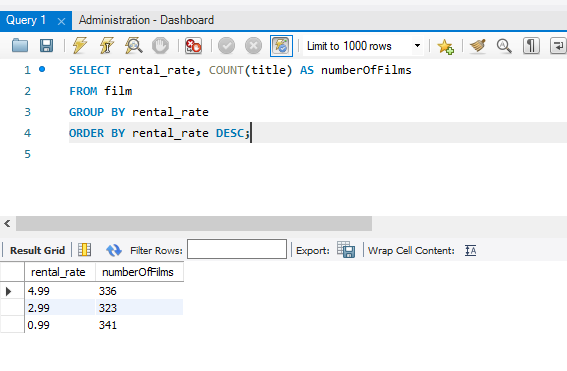 Query 1
Administration - Dashboard
Limit to 1000 rows
1 SELECT rental_rate, COUNT(title) AS numberOfFilms
2 FROM film
3 GROUP BY rental_rate
4 ORDER BY rental_rate DESC;
5
Result Grid Filter Rows: Export: Wrap Cell Content:
rental_rate numberOfFilms
4.99 336
2.99 323
0.99 341